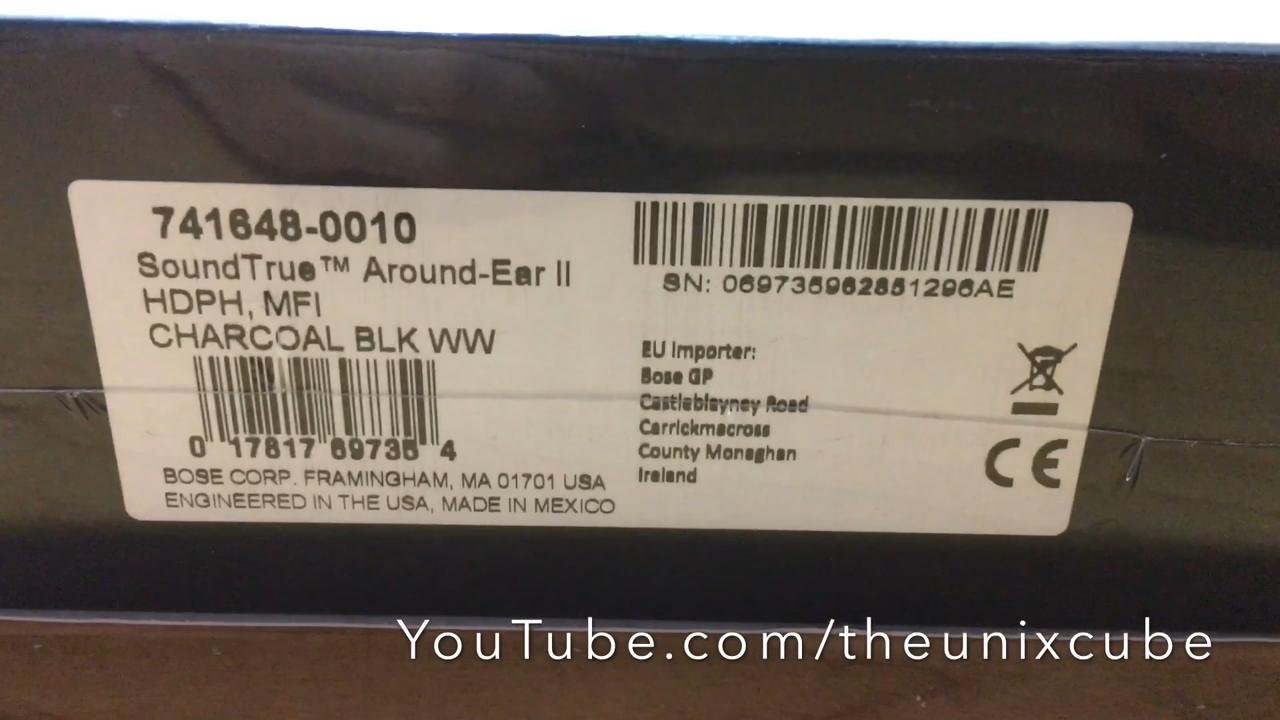 741648-0010
SoundTrue™ Around-Ear II
HDPH, MFI
CHARCOAL BLK WW
0 17817 69735 4
BOSE CORP. FRAMINGHAM, MA 01701 USA
ENGINEERED IN THE USA, MADE IN MEXICO
SN: 069735962851296AE
EU Importer:
Bose GP
Castleblayney Road
Carrickmacross
County Monaghan
Ireland
CE
YouTube.com/theunixcube